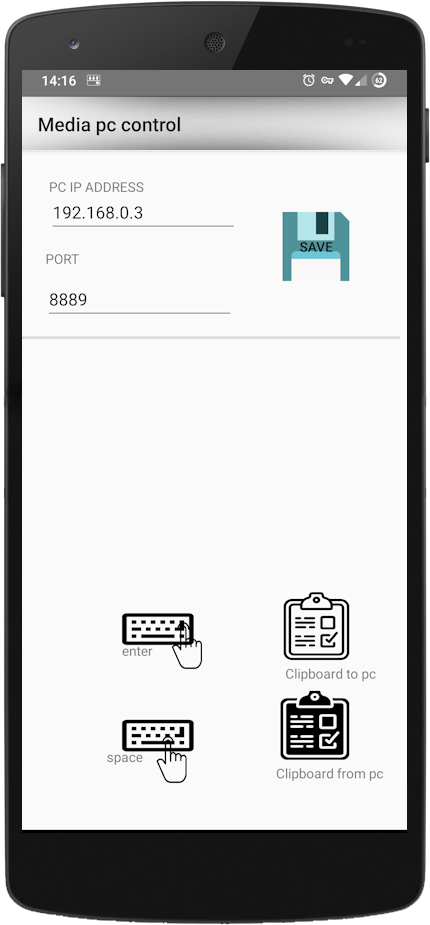 14:16
62
Media pc control
PC IP ADDRESS
192.168.0.3
SAVE
PORT
8889
enter
Clipboard to pc
space
Clipboard from pc